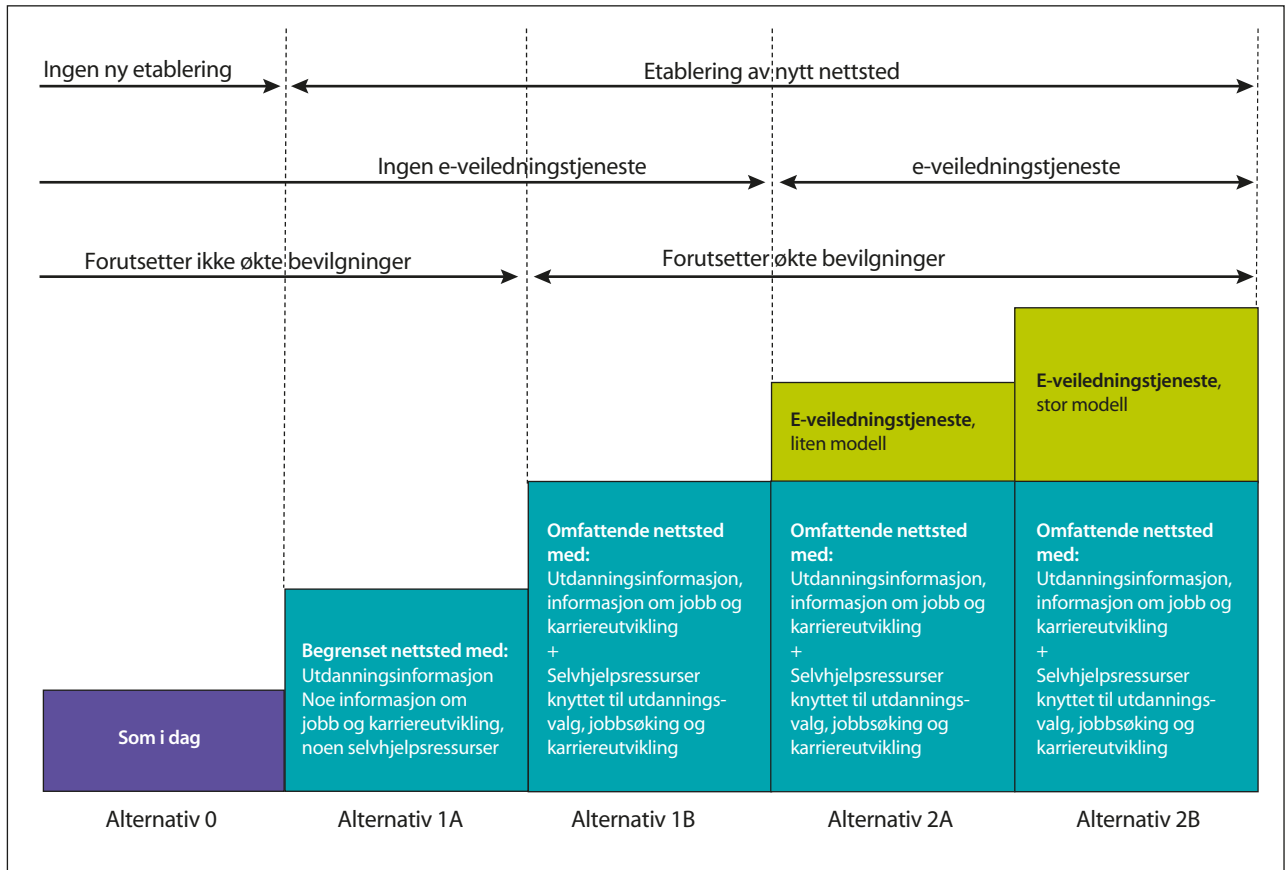 Ingen ny etablering
Etablering av nytt nettsted
Ingen e-veiledningstjeneste
e-veiledningstjeneste
Forutsetter ikke økte bevilgninger
Forutsetter økte bevilgninger
Som i dag
Begrenset nettsted med:
Utdanningsinformasjon
Noe informasjon om
jobb og karriereutvikling,
noen selvhjelpsressurser
Omfattende nettsted
med:
Utdanningsinformasjon,
informasjon om jobb og
karriereutvikling
+
Selvhjelpsressurser
knyttet til utdannings-
valg, jobbsøking og
karriereutvikling
E-veiledningstjeneste,
liten modell
Omfattende nettsted
med:
Utdanningsinformasjon,
informasjon om jobb og
karriereutvikling
+
Selvhjelpsressurser
knyttet til utdannings-
valg, jobbsøking og
karriereutvikling
E-veiledningstjeneste,
stor modell
Omfattende nettsted
med:
Utdanningsinformasjon,
informasjon om jobb og
karriereutvikling
+
Selvhjelpsressurser
knyttet til utdannings-
valg, jobbsøking og
karriereutvikling
Alternativ 0
Alternativ 1A
Alternativ 1B
Alternativ 2A
Alternativ 2B